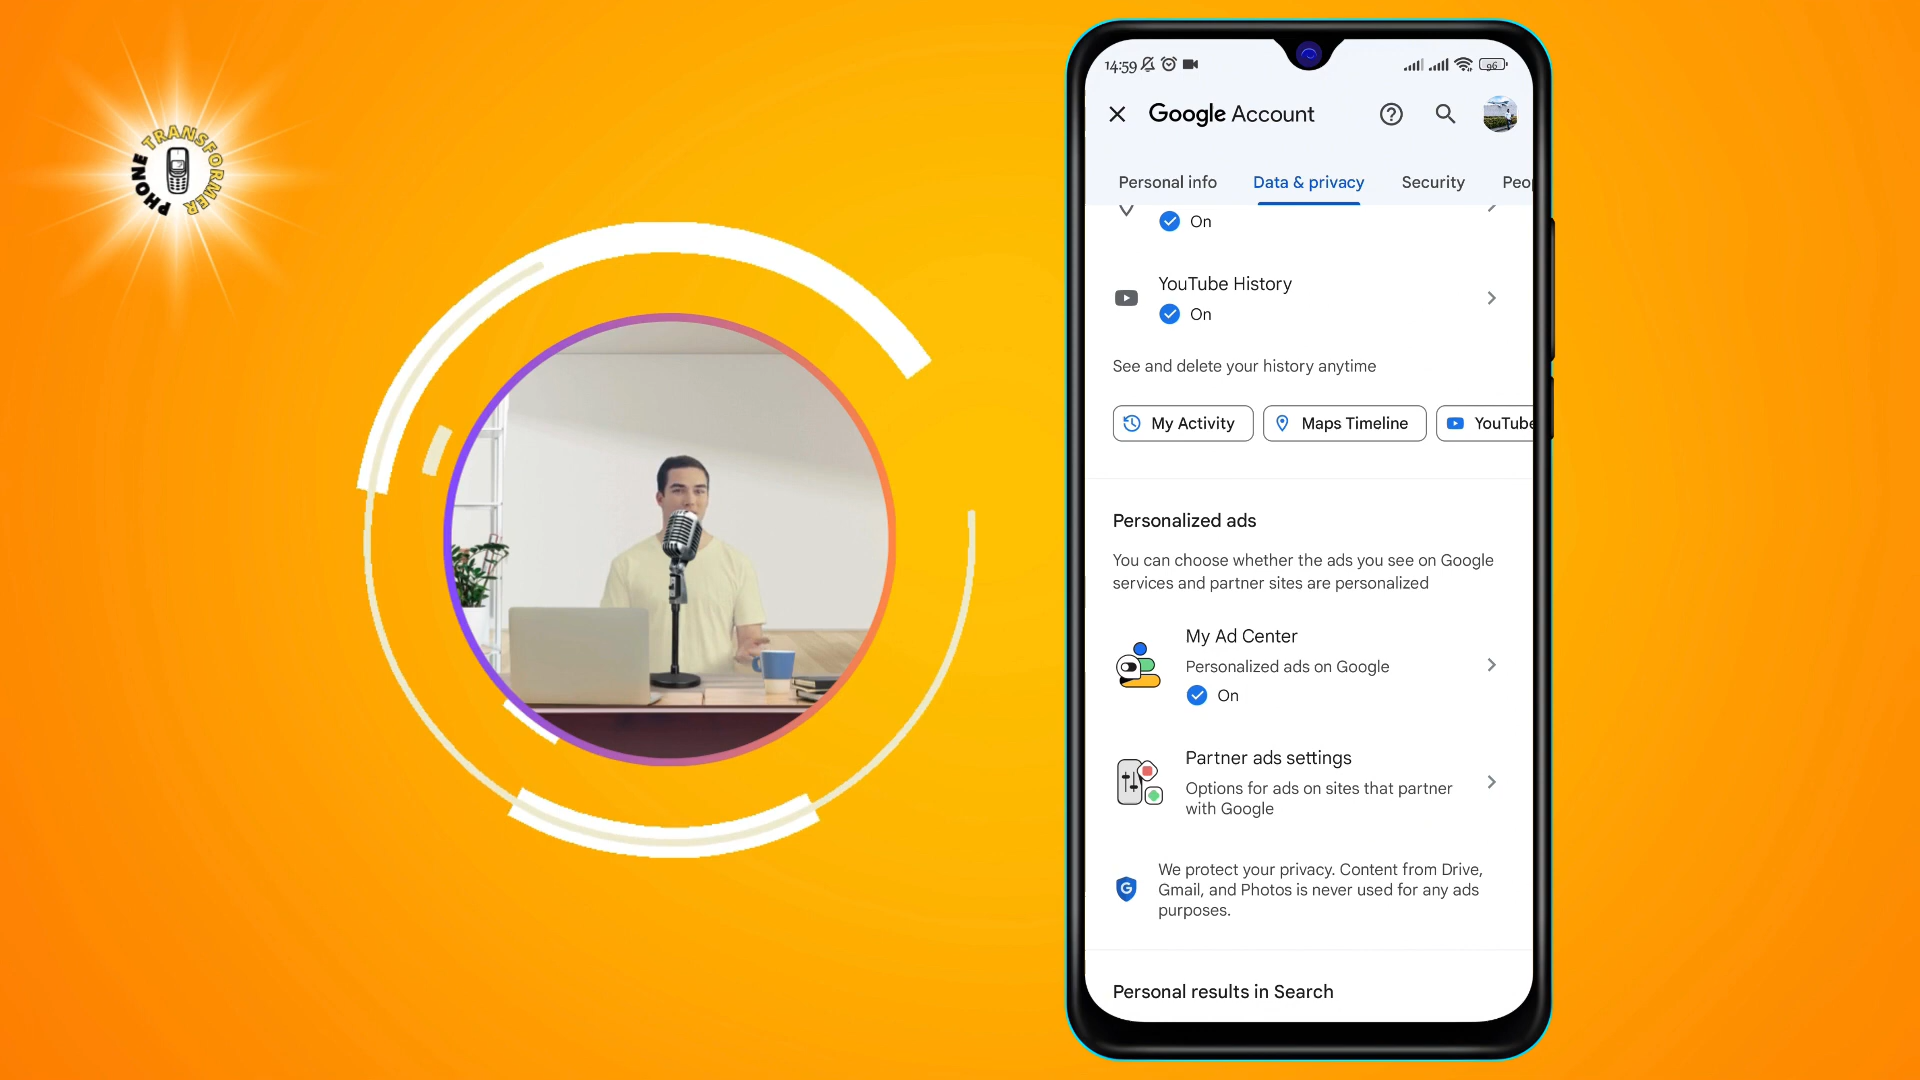 PHONE TRANSFORMER
14:59
96
Google Account
Personal info Data & privacy Security Peop
On
YouTube History
On
See and delete your history anytime
My Activity Maps Timeline YouTube
Personalized ads
You can choose whether the ads you see on Google
services and partner sites are personalized
My Ad Center
Personalized ads on Google
On
Partner ads settings
Options for ads on sites that partner
with Google
G
We protect your privacy. Content from Drive,
Gmail, and Photos is never used for any ads
purposes.
Personal results in Search